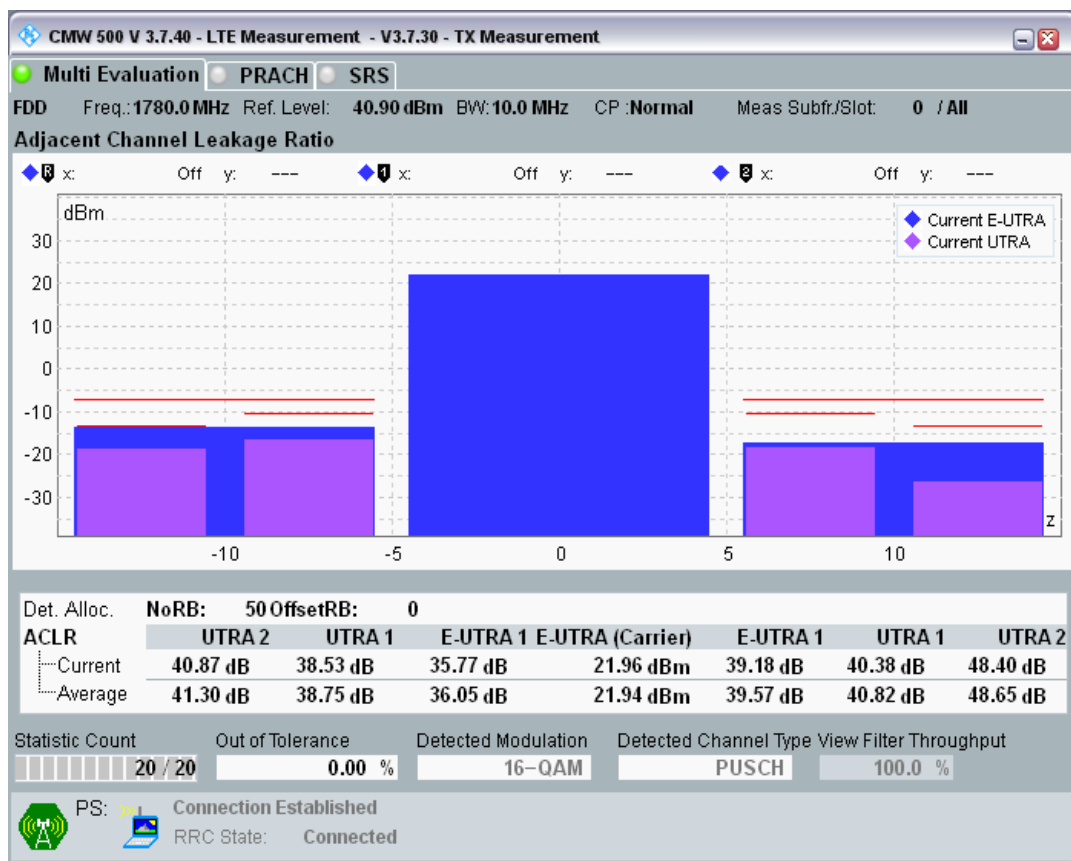 CMW 500 V 3.7.40 - LTE Measurement - V3.7.30 - TX Measurement
Multi Evaluation PRACH SRS
FDD Freq.: 1780.0 MHz Ref. Level: 40.90 dBm BW: 10.0 MHz CP : Normal Meas Subfr./Slot: 0 / All
Adjacent Channel Leakage Ratio
R x: Off y: --- 1 x: Off y: --- 2 x: Off y: ---
dBm
Current E-UTRA
Current UTRA
30
20
10
0
-10
-20
-30
z
-10 -5 0 5 10
Det. Alloc. NoRB: 50 OffsetRB: 0
ACLR UTRA 2 UTRA 1 E-UTRA 1 E-UTRA (Carrier) E-UTRA 1 UTRA 1 UTRA 2
Current 40.87 dB 38.53 dB 35.77 dB 21.96 dBm 39.18 dB 40.38 dB 48.40 dB
Average 41.30 dB 38.75 dB 36.05 dB 21.94 dBm 39.57 dB 40.82 dB 48.65 dB
Statistic Count Out of Tolerance Detected Modulation Detected Channel Type View Filter Throughput
20 / 20 0.00 % 16-QAM PUSCH 100.0 %
PS: Connection Established
RRC State: Connected